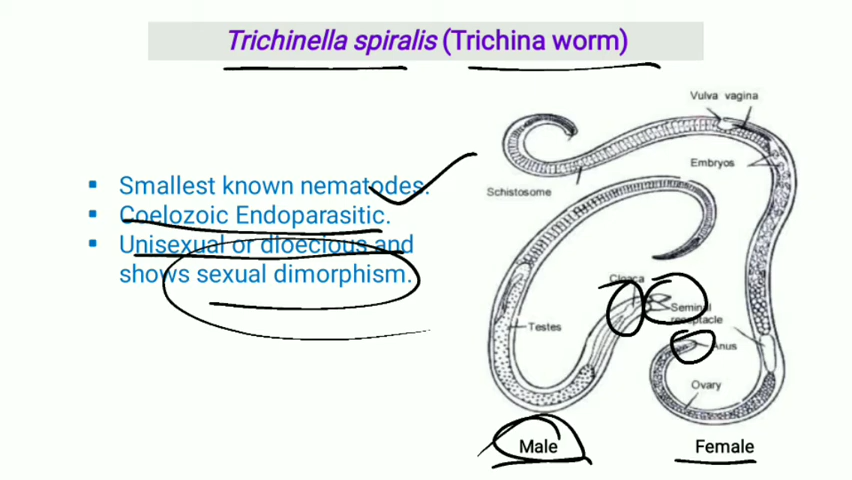 Trichinella spiralis (Trichina worm)
Smallest known nematodes.
Coelozoic Endoparasitic.
Unisexual or dioecious and
shows sexual dimorphism.
Vulva vagina
Embryos
Schistosome
Cloaca
Seminal
receptacle
Testes
Anus
Ovary
Male
Female